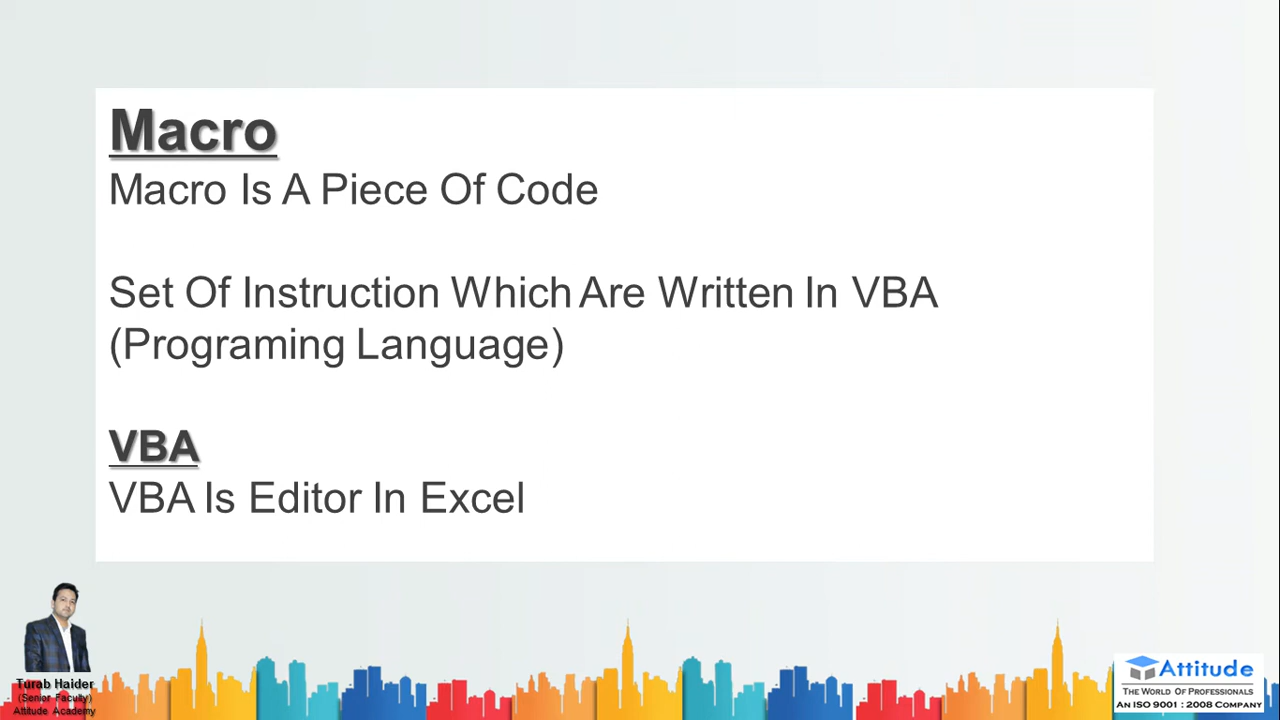 Macro
Macro Is A Piece Of Code
Set Of Instruction Which Are Written In VBA
(Programing Language)
VBA
VBA Is Editor In Excel
Turab Haider
(Senior Faculty)
Attitude Academy
Attitude
THE WORLD OF PROFESSIONALS
AN ISO 9001 : 2008 COMPANY